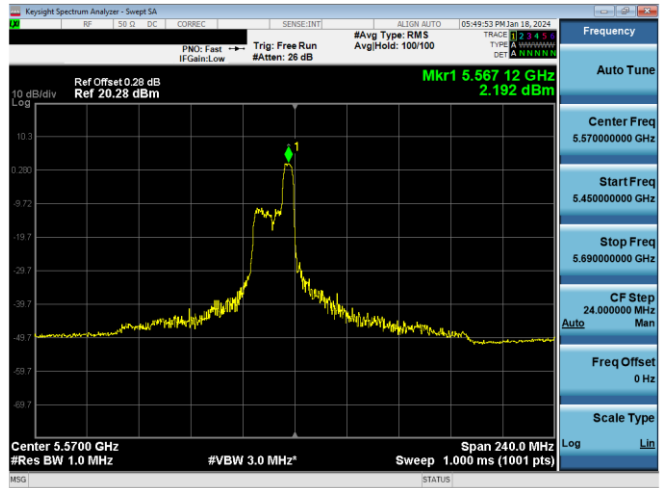 Keysight Spectrum Analyzer - Swept SA
RF 50 Ω DC CORREC SENSE:INT ALIGN AUTO 05:49:53 PM Jan 18, 2024
PNO: Fast Trig: Free Run #Avg Type: RMS TRACE 1 2 3 4 5 6
IFGain:Low #Atten: 26 dB Avg|Hold: 100/100 TYPE A WWWWW
DET A N N N N N
Ref Offset 0.28 dB Mkr1 5.567 12 GHz
10 dB/div Ref 20.28 dBm 2.192 dBm
Log
10.3
1
0.280
-9.72
-19.7
-29.7
-39.7
-49.7
-59.7
-69.7
Center 5.5700 GHz Span 240.0 MHz
#Res BW 1.0 MHz #VBW 3.0 MHz* Sweep 1.000 ms (1001 pts)
MSG STATUS
Frequency
Auto Tune
Center Freq
5.570000000 GHz
Start Freq
5.450000000 GHz
Stop Freq
5.690000000 GHz
CF Step
24.000000 MHz
Auto Man
Freq Offset
0 Hz
Scale Type
Log Lin